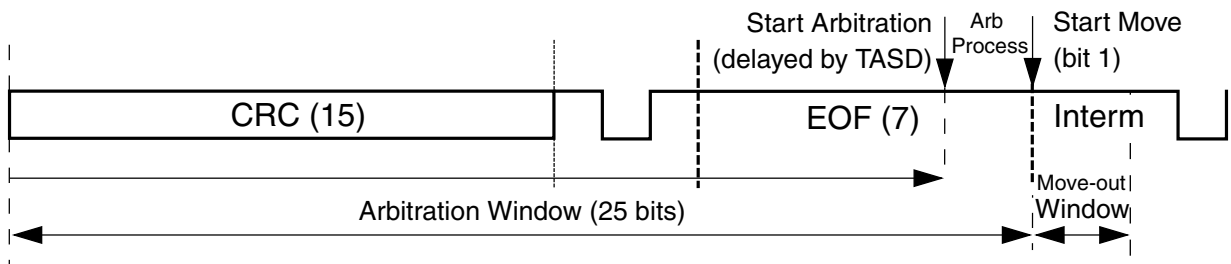 Start Arbitration
(delayed by TASD)
Arb
Process
Start Move
(bit 1)
CRC (15)
EOF (7)
Interm
Arbitration Window (25 bits)
Move-out
Window